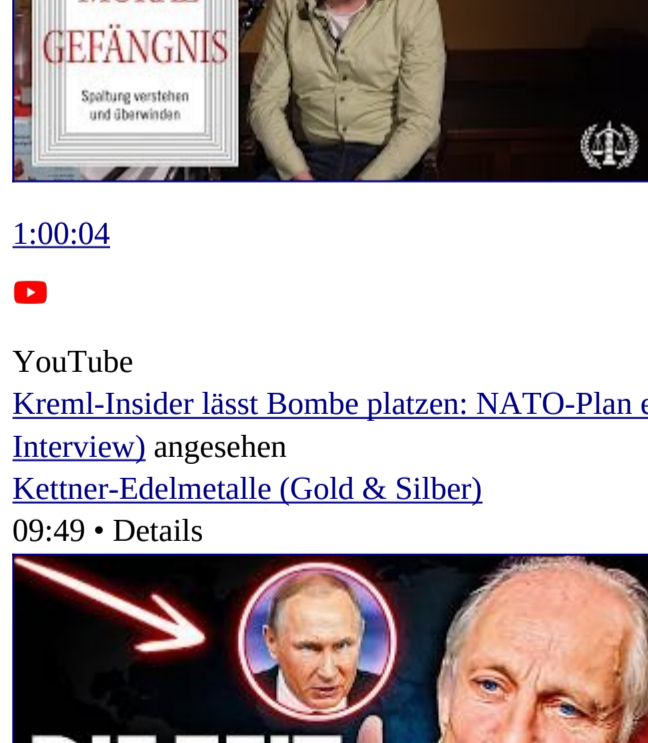 GEFÄNGNIS
Spaltung verstehen
und überwinden
1:00:04
YouTube
Kreml-Insider lässt Bombe platzen: NATO-Plan e
Interview) angesehen
Kettner-Edelmetalle (Gold & Silber)
09:49 • Details